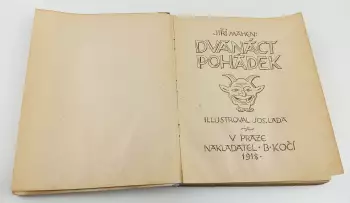 JIŘÍ MAHEN:
DVANÁCT
POHÁDEK
ILLUSTROVAL JOS. LADA
V PRAZE
NAKLADATEL · B · KOČÍ
1918 ·